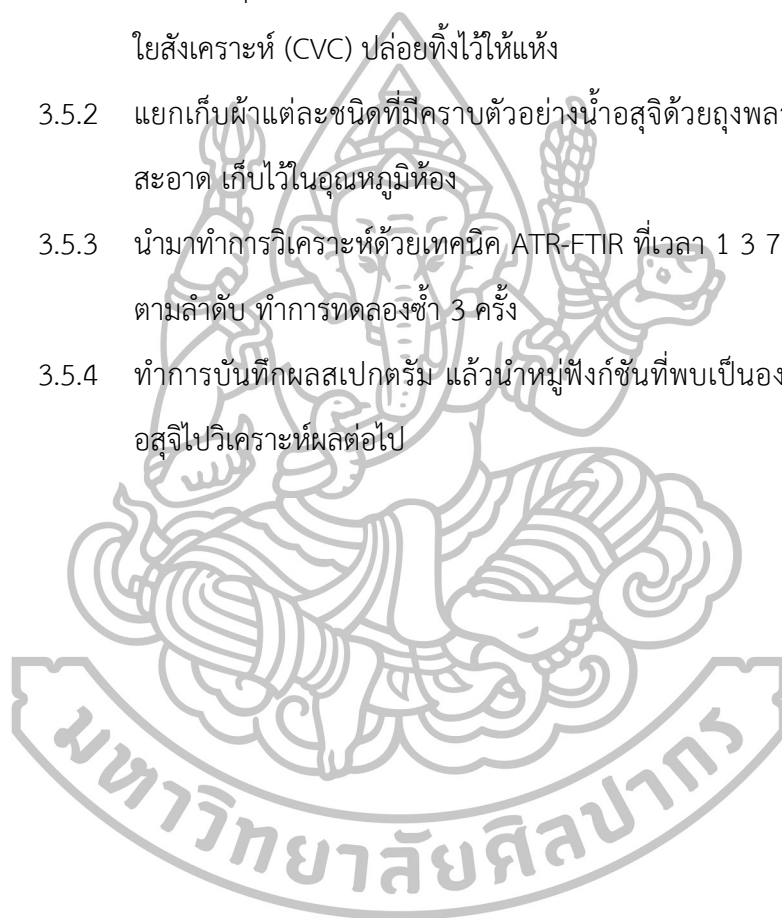 ใยสังเคราะห์ (CVC) ปล่อยทิ้งไว้ให้แห้ง
3.5.2 แยกเก็บผ้าแต่ละชนิดที่มีคราบตัวอย่างน้ำอสุจิด้วยถุงพลา
สะอาด เก็บไว้ในอุณหภูมิห้อง
3.5.3 นำมาทำการวิเคราะห์ด้วยเทคนิค ATR-FTIR ที่เวลา 1 3 7
ตามลำดับ ทำการทดลองซ้ำ 3 ครั้ง
3.5.4 ทำการบันทึกผลสเปกตรัม แล้วนำหมู่ฟังก์ชันที่พบเป็นอง
อสุจิไปวิเคราะห์ผลต่อไป
มหาวิทยาลัยศิลปากร